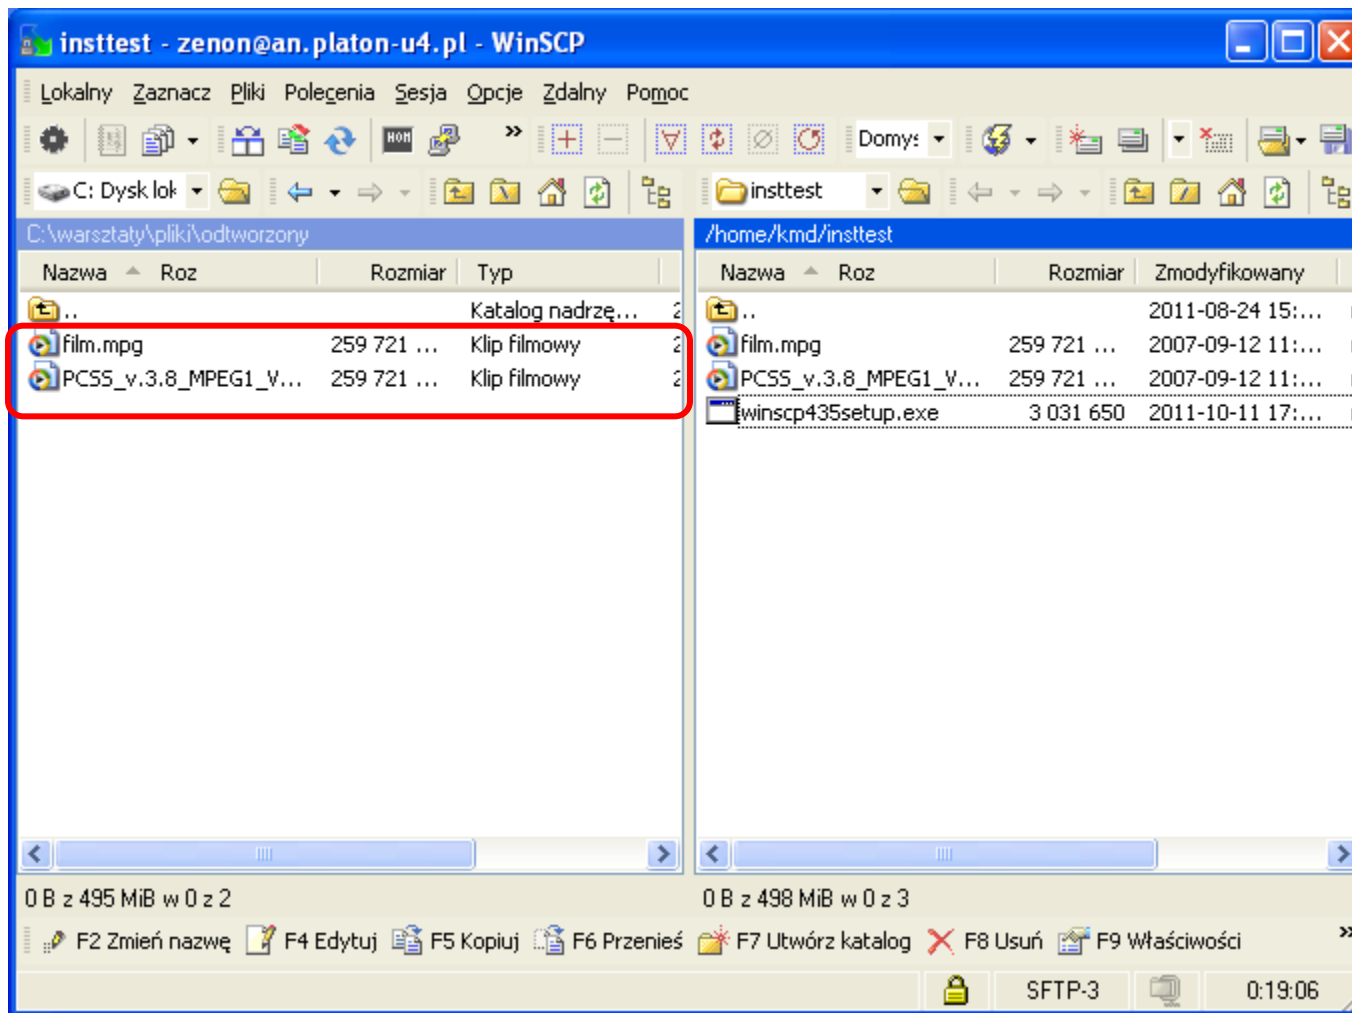 insttest - zenon@an.platon-u4.pl - WinSCP
Lokalny Zaznacz Pliki Polecenia Sesja Opcje Zdalny Pomoc
HOM » Domy:
C: Dysk lok insttest
C:\warsztaty\pliki\odtworzony /home/kmd/insttest
Nazwa Roz Rozmiar Typ Nazwa Roz Rozmiar Zmodyfikowany
.. Katalog nadrzę... 2 .. 2011-08-24 15:...
film.mpg 259 721 ... Klip filmowy 2 film.mpg 259 721 ... 2007-09-12 11:...
PCSS_v.3.8_MPEG1_V... 259 721 ... Klip filmowy 2 PCSS_v.3.8_MPEG1_V... 259 721 ... 2007-09-12 11:...
winscp435setup.exe 3 031 650 2011-10-11 17:...
0 B z 495 MiB w 0 z 2 0 B z 498 MiB w 0 z 3
F2 Zmień nazwę F4 Edytuj F5 Kopiuj F6 Przenieś F7 Utwórz katalog F8 Usuń F9 Właściwości »
SFTP-3 0:19:06